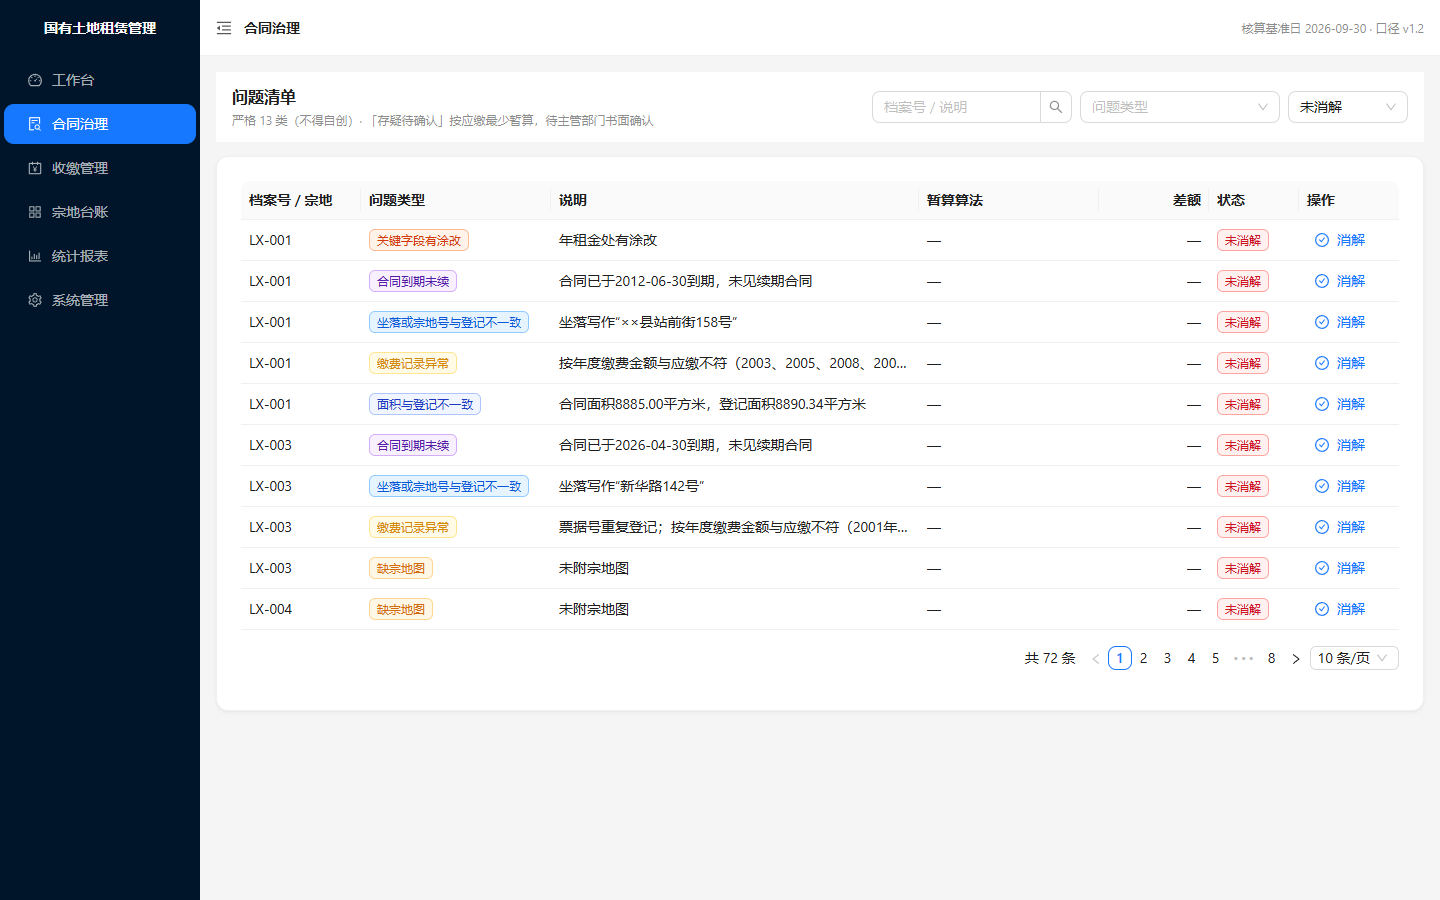 国有土地租赁管理
合同治理
核算基准日 2026-09-30 · 口径 v1.2
工作台
合同治理
收缴管理
宗地台账
统计报表
系统管理
问题清单
严格 13 类（不得自创）·「存疑待确认」按应缴最少暂算，待主管部门书面确认
档案号 / 说明
问题类型
未消解
档案号 / 宗地 问题类型 说明 暂算算法 差额 状态 操作
LX-001 关键字段有涂改 年租金处有涂改 — — 未消解 消解
LX-001 合同到期未续 合同已于2012-06-30到期，未见续期合同 — — 未消解 消解
LX-001 坐落或宗地号与登记不一致 坐落写作“××县站前街158号” — — 未消解 消解
LX-001 缴费记录异常 按年度缴费金额与应缴不符（2003、2005、2008、200... — — 未消解 消解
LX-001 面积与登记不一致 合同面积8885.00平方米，登记面积8890.34平方米 — — 未消解 消解
LX-003 合同到期未续 合同已于2026-04-30到期，未见续期合同 — — 未消解 消解
LX-003 坐落或宗地号与登记不一致 坐落写作“新华路142号” — — 未消解 消解
LX-003 缴费记录异常 票据号重复登记；按年度缴费金额与应缴不符（2001年... — — 未消解 消解
LX-003 缺宗地图 未附宗地图 — — 未消解 消解
LX-004 缺宗地图 未附宗地图 — — 未消解 消解
共 72 条 < 1 2 3 4 5 ••• 8 > 10 条/页